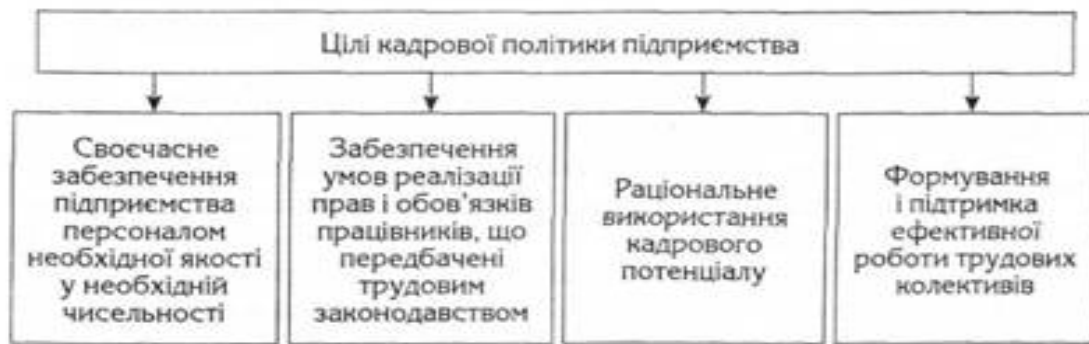 Цілі кадрової політики підприємства
Своєчасне
забезпечення
підприємства
персоналом
необхідної якості
у необхідній
чисельності
Забезпечення
умов реалізації
прав і обов’язків
працівників, що
передбачені
трудовим
законодавством
Раціональне
використання
кадрового
потенціалу
Формування
і підтримка
ефективної
роботи трудових
колективів